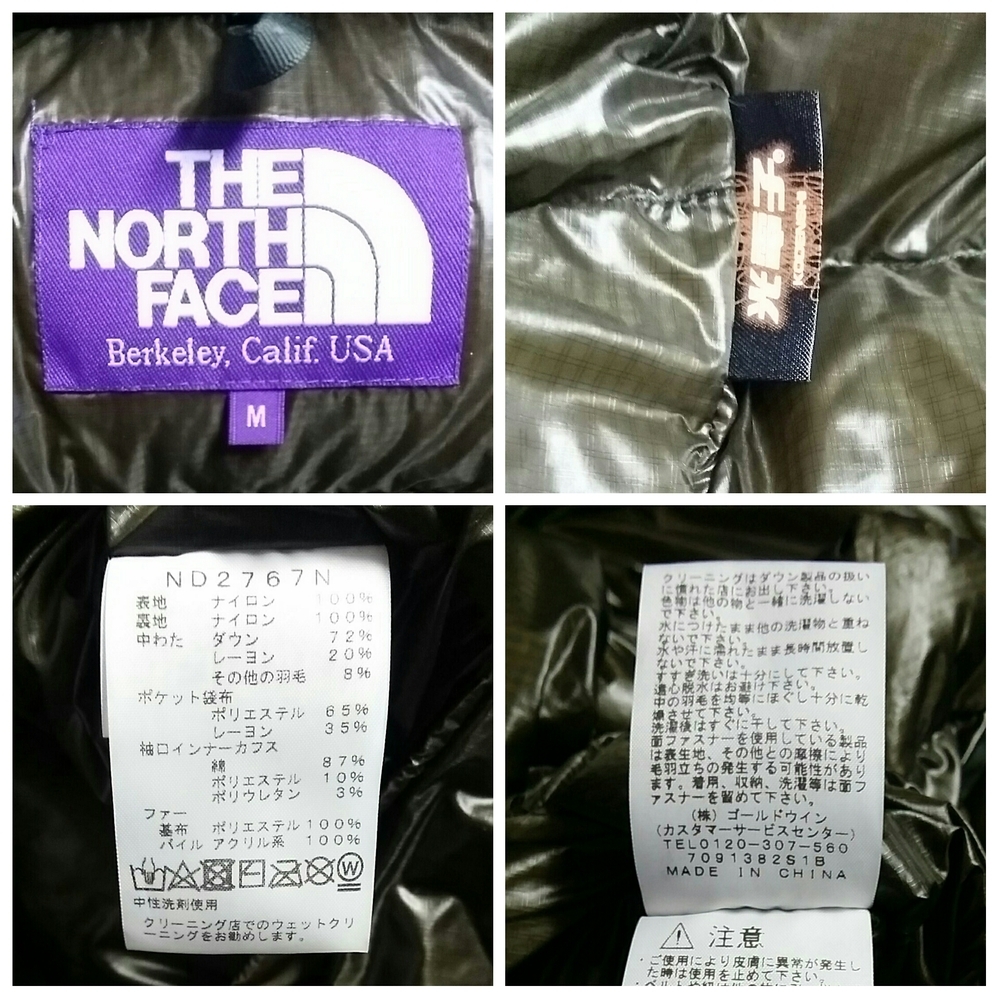 THE
NORTH
FACE
Berkeley, Calif. USA
M
光電子
KODENSHI
ND2767N
表地 ナイロン 100%
裏地 ナイロン 100%
中わた ダウン 72%
レーヨン 20%
その他の羽毛 8%
ポケット袋布
ポリエステル 65%
レーヨン 35%
袖口インナーカフス
綿 87%
ポリエステル 10%
ポリウレタン 3%
ファー
基布 ポリエステル 100%
パイル アクリル系 100%
W
中性洗剤使用
クリーニング店でのウェットクリ
ーニングをお勧めします。
クリーニングはダウン製品の扱い
に慣れた店にお出し下さい。
色物は他の物と一緒に洗濯しない
で下さい。
水につけたまま他の洗濯物と重ね
ないで下さい。
水や汗に濡れたまま長時間放置し
ないで下さい。
すすぎ洗いは十分にして下さい。
遠心脱水はお避け下さい。
中の羽毛を均等にほぐし十分に乾
燥させて下さい。
洗濯後はすぐに干して下さい。
面ファスナーを使用している製品
は表生地、その他との摩擦により
毛羽立ちの発生する可能性があり
ます。着用、収納、洗濯等は面フ
ァスナーを留めて下さい。
(株)ゴールドウイン
(カスタマーサービスセンター)
TEL0120-307-560
7091382S1B
MADE IN CHINA
注意
・ご使用により皮膚に異常が発生し
た時は使用を止めて下さい。